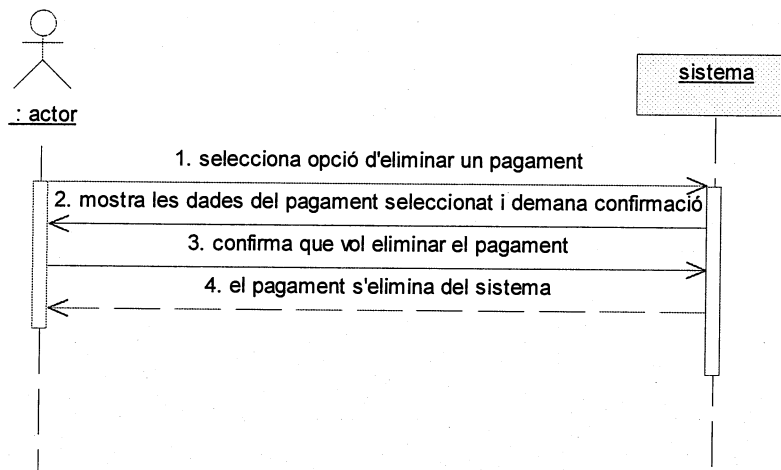 : actor
sistema
1. selecciona opció d'eliminar un pagament
2. mostra les dades del pagament seleccionat i demana confirmació
3. confirma que vol eliminar el pagament
4. el pagament s'elimina del sistema